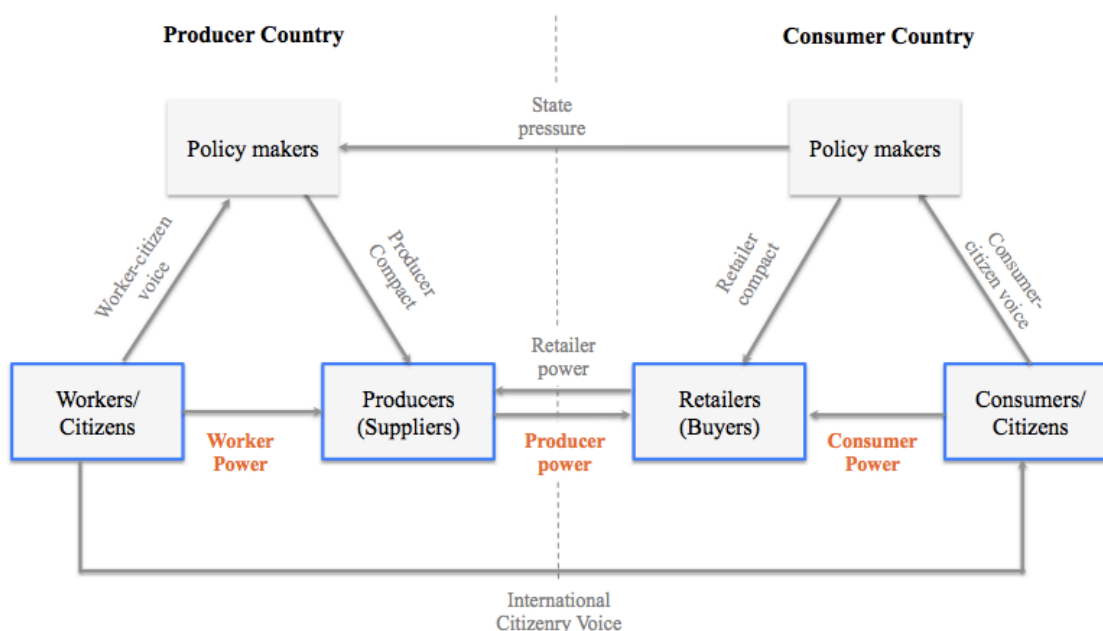 Producer Country
Consumer Country
State
pressure
Policy makers
Policy makers
Worker-citizen
voice
Producer
Compact
Retailer
compact
Consumer-
citizen voice
Retailer
power
Workers/
Citizens
Producers
(Suppliers)
Retailers
(Buyers)
Consumers/
Citizens
Worker
Power
Producer
power
Consumer
Power
International
Citizenry Voice